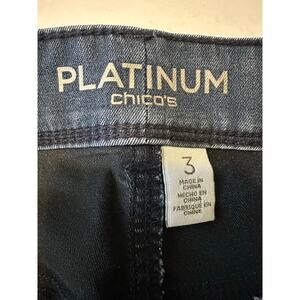 PLATINUM
chico's
3
MADE IN
CHINA
HECHO EN
CHINA
FABRIQUÉ EN
CHINE